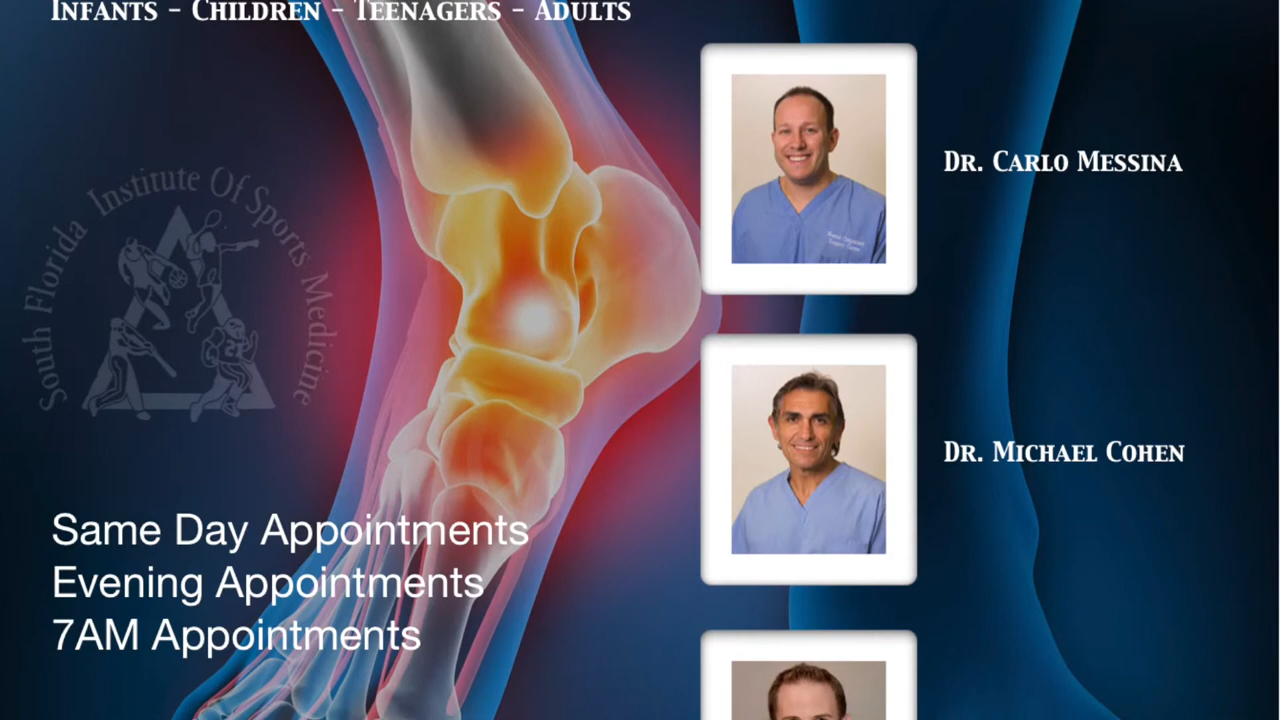 Infants - Children - Teenagers - Adults
South Florida Institute Of Sports Medicine
Dr. Carlo Messina
Dr. Michael Cohen
Same Day Appointments
Evening Appointments
7AM Appointments